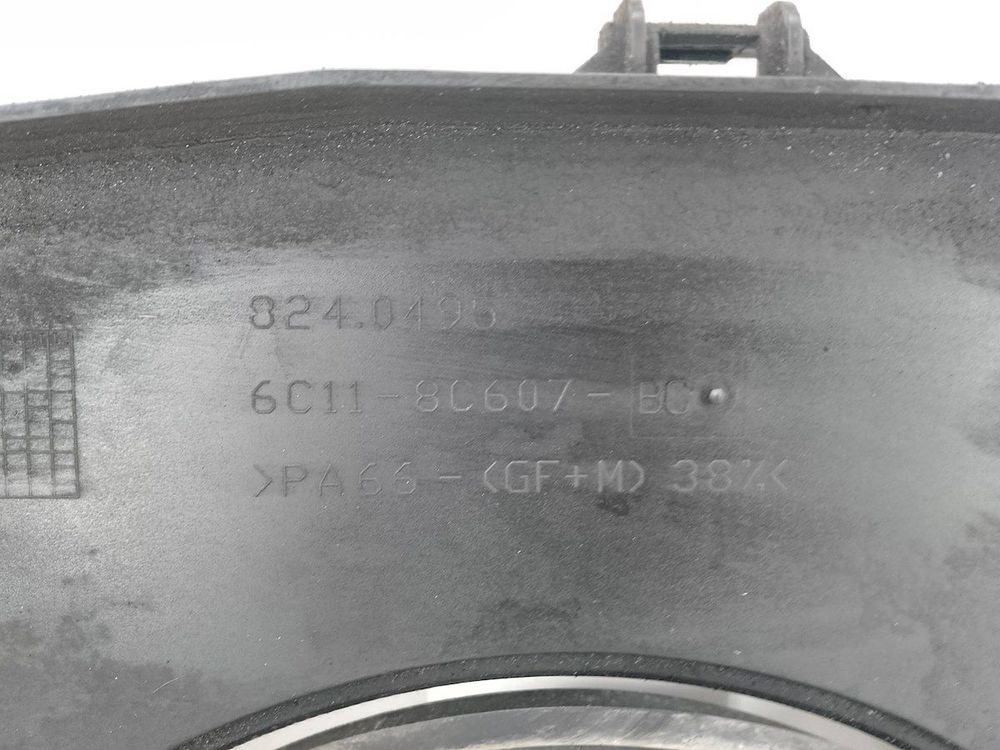 824.0495
6C11-8C607-BC
>PA66-(GF+M) 38%<